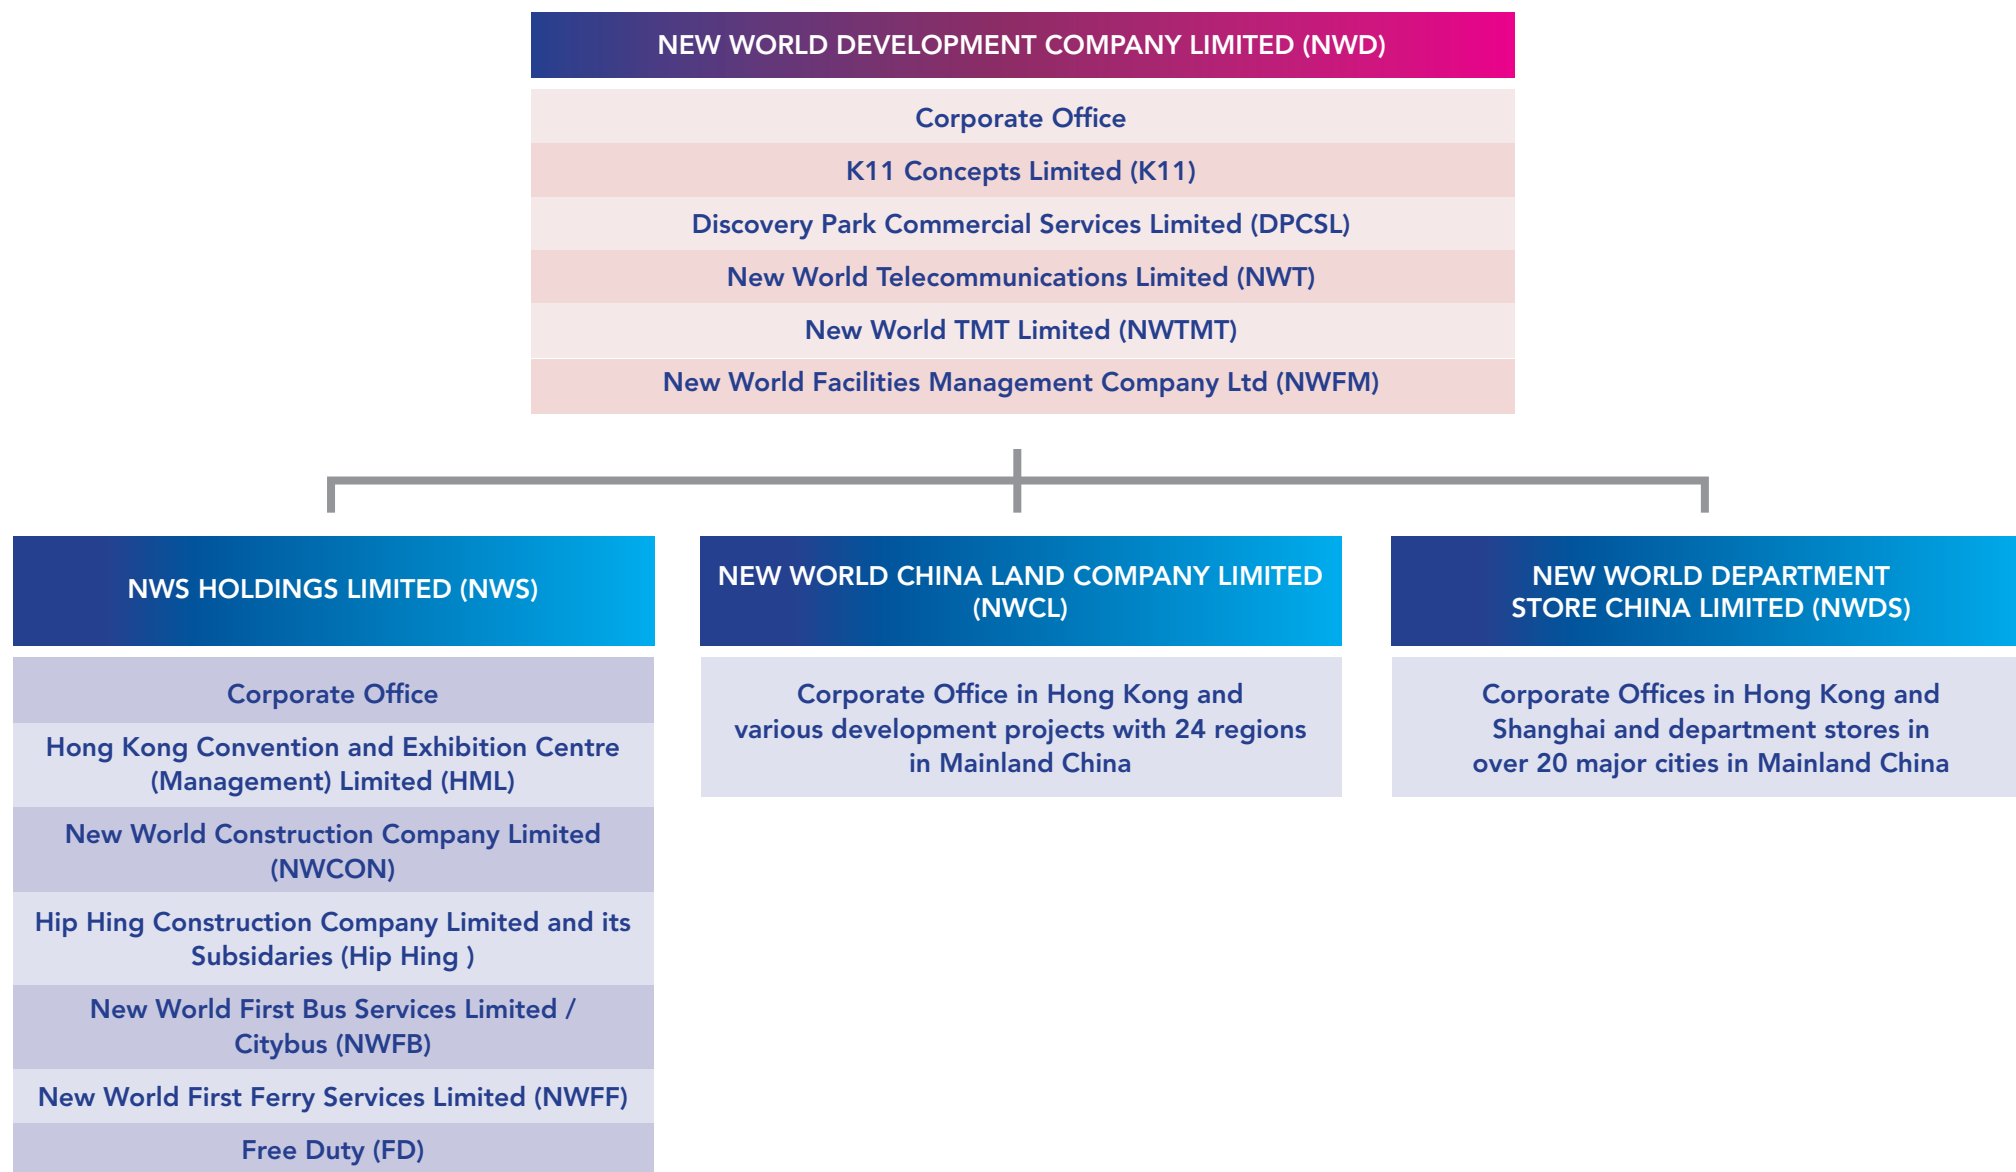 NEW WORLD DEVELOPMENT COMPANY LIMITED (NWD)
Corporate Office
K11 Concepts Limited (K11)
Discovery Park Commercial Services Limited (DPCSL)
New World Telecommunications Limited (NWT)
New World TMT Limited (NWTMT)
New World Facilities Management Company Ltd (NWFM)
NWS HOLDINGS LIMITED (NWS)
Corporate Office
Hong Kong Convention and Exhibition Centre
(Management) Limited (HML)
New World Construction Company Limited
(NWCON)
Hip Hing Construction Company Limited and its
Subsidaries (Hip Hing )
New World First Bus Services Limited /
Citybus (NWFB)
New World First Ferry Services Limited (NWFF)
Free Duty (FD)
NEW WORLD CHINA LAND COMPANY LIMITED
(NWCL)
Corporate Office in Hong Kong and
various development projects with 24 regions
in Mainland China
NEW WORLD DEPARTMENT
STORE CHINA LIMITED (NWDS)
Corporate Offices in Hong Kong and
Shanghai and department stores in
over 20 major cities in Mainland China